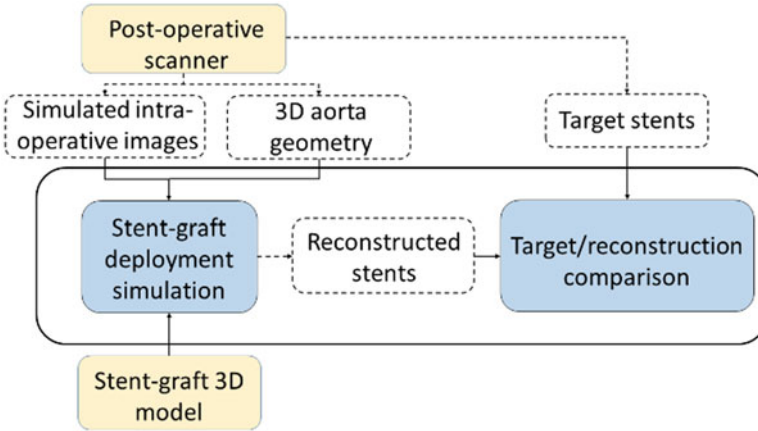 Post-operative
scanner
Simulated intra-
operative images
3D aorta
geometry
Target stents
Stent-graft
deployment
simulation
Reconstructed
stents
Target/reconstruction
comparison
Stent-graft 3D
model